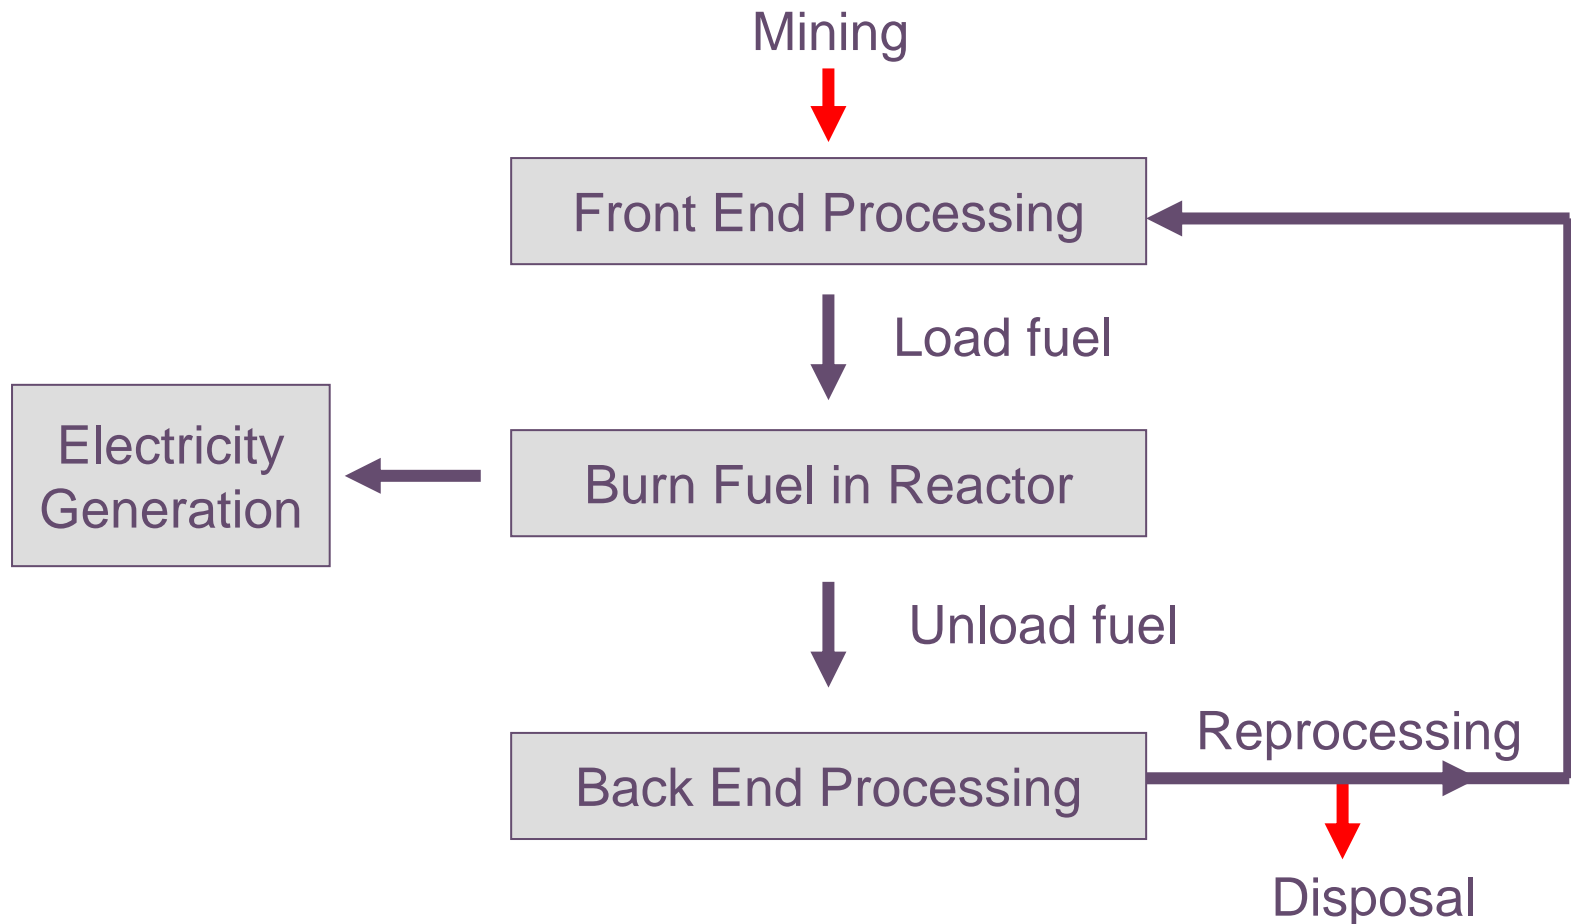 Mining
Front End Processing
Load fuel
Electricity
Generation
Burn Fuel in Reactor
Unload fuel
Reprocessing
Back End Processing
Disposal